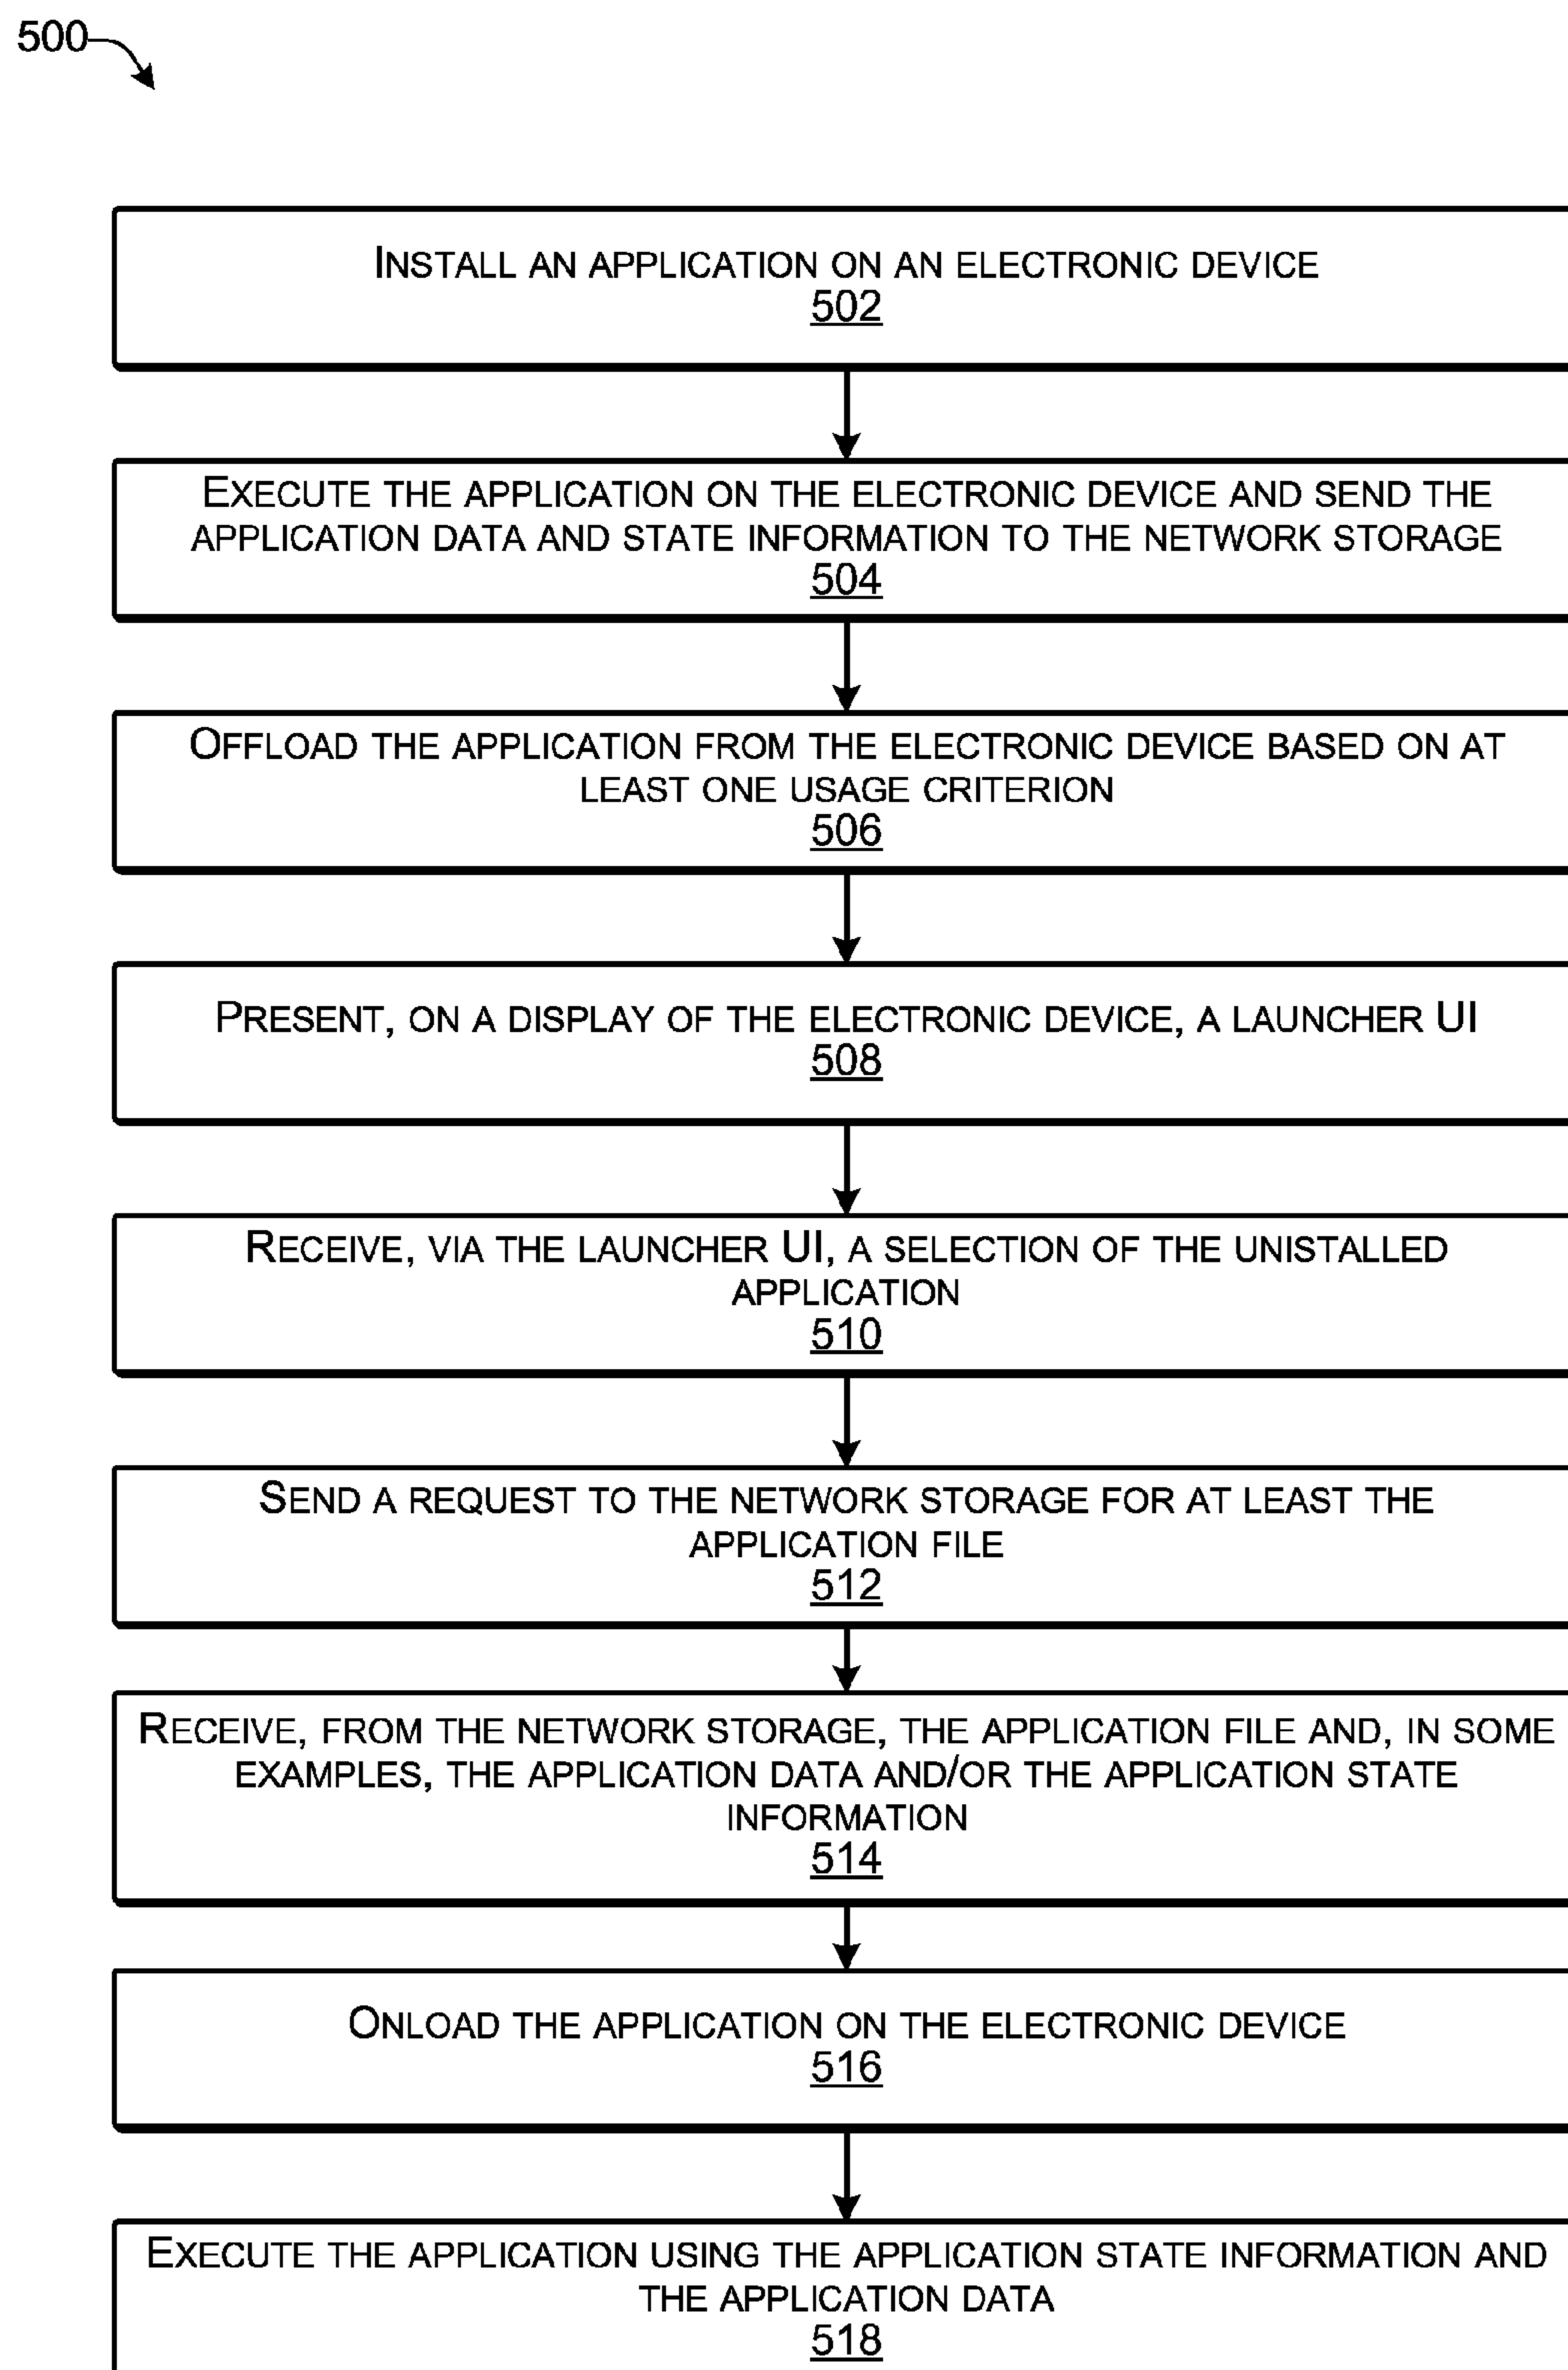 500
INSTALL AN APPLICATION ON AN ELECTRONIC DEVICE
502
EXECUTE THE APPLICATION ON THE ELECTRONIC DEVICE AND SEND THE
APPLICATION DATA AND STATE INFORMATION TO THE NETWORK STORAGE
504
OFFLOAD THE APPLICATION FROM THE ELECTRONIC DEVICE BASED ON AT
LEAST ONE USAGE CRITERION
506
PRESENT, ON A DISPLAY OF THE ELECTRONIC DEVICE, A LAUNCHER UI
508
RECEIVE, VIA THE LAUNCHER UI, A SELECTION OF THE UNISTALLED
APPLICATION
510
SEND A REQUEST TO THE NETWORK STORAGE FOR AT LEAST THE
APPLICATION FILE
512
RECEIVE, FROM THE NETWORK STORAGE, THE APPLICATION FILE AND, IN SOME
EXAMPLES, THE APPLICATION DATA AND/OR THE APPLICATION STATE
INFORMATION
514
ONLOAD THE APPLICATION ON THE ELECTRONIC DEVICE
516
EXECUTE THE APPLICATION USING THE APPLICATION STATE INFORMATION AND
THE APPLICATION DATA
518